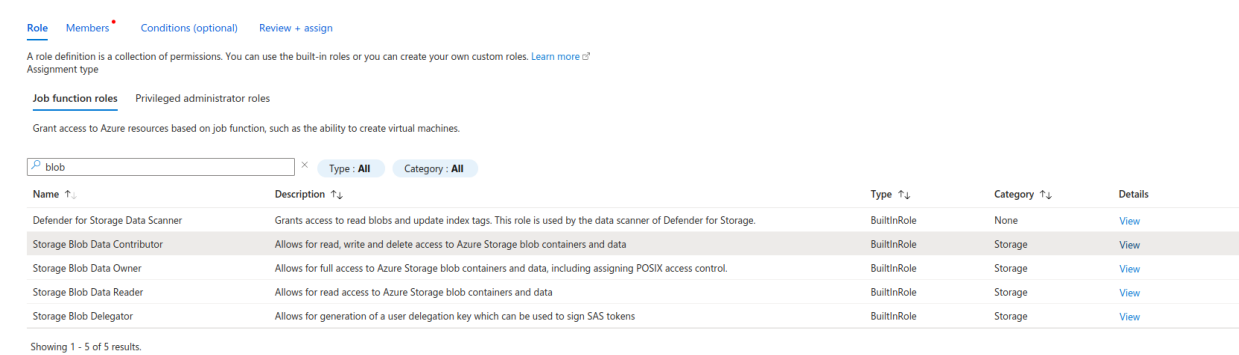 Role Members Conditions (optional) Review + assign
A role definition is a collection of permissions. You can use the built-in roles or you can create your own custom roles. Learn more
Assignment type
Job function roles Privileged administrator roles
Grant access to Azure resources based on job function, such as the ability to create virtual machines.
blob × Type : All Category : All
Name ↑↓ Description ↑↓ Type ↑↓ Category ↑↓ Details
Defender for Storage Data Scanner Grants access to read blobs and update index tags. This role is used by the data scanner of Defender for Storage. BuiltInRole None View
Storage Blob Data Contributor Allows for read, write and delete access to Azure Storage blob containers and data BuiltInRole Storage View
Storage Blob Data Owner Allows for full access to Azure Storage blob containers and data, including assigning POSIX access control. BuiltInRole Storage View
Storage Blob Data Reader Allows for read access to Azure Storage blob containers and data BuiltInRole Storage View
Storage Blob Delegator Allows for generation of a user delegation key which can be used to sign SAS tokens BuiltInRole Storage View
Showing 1 - 5 of 5 results.